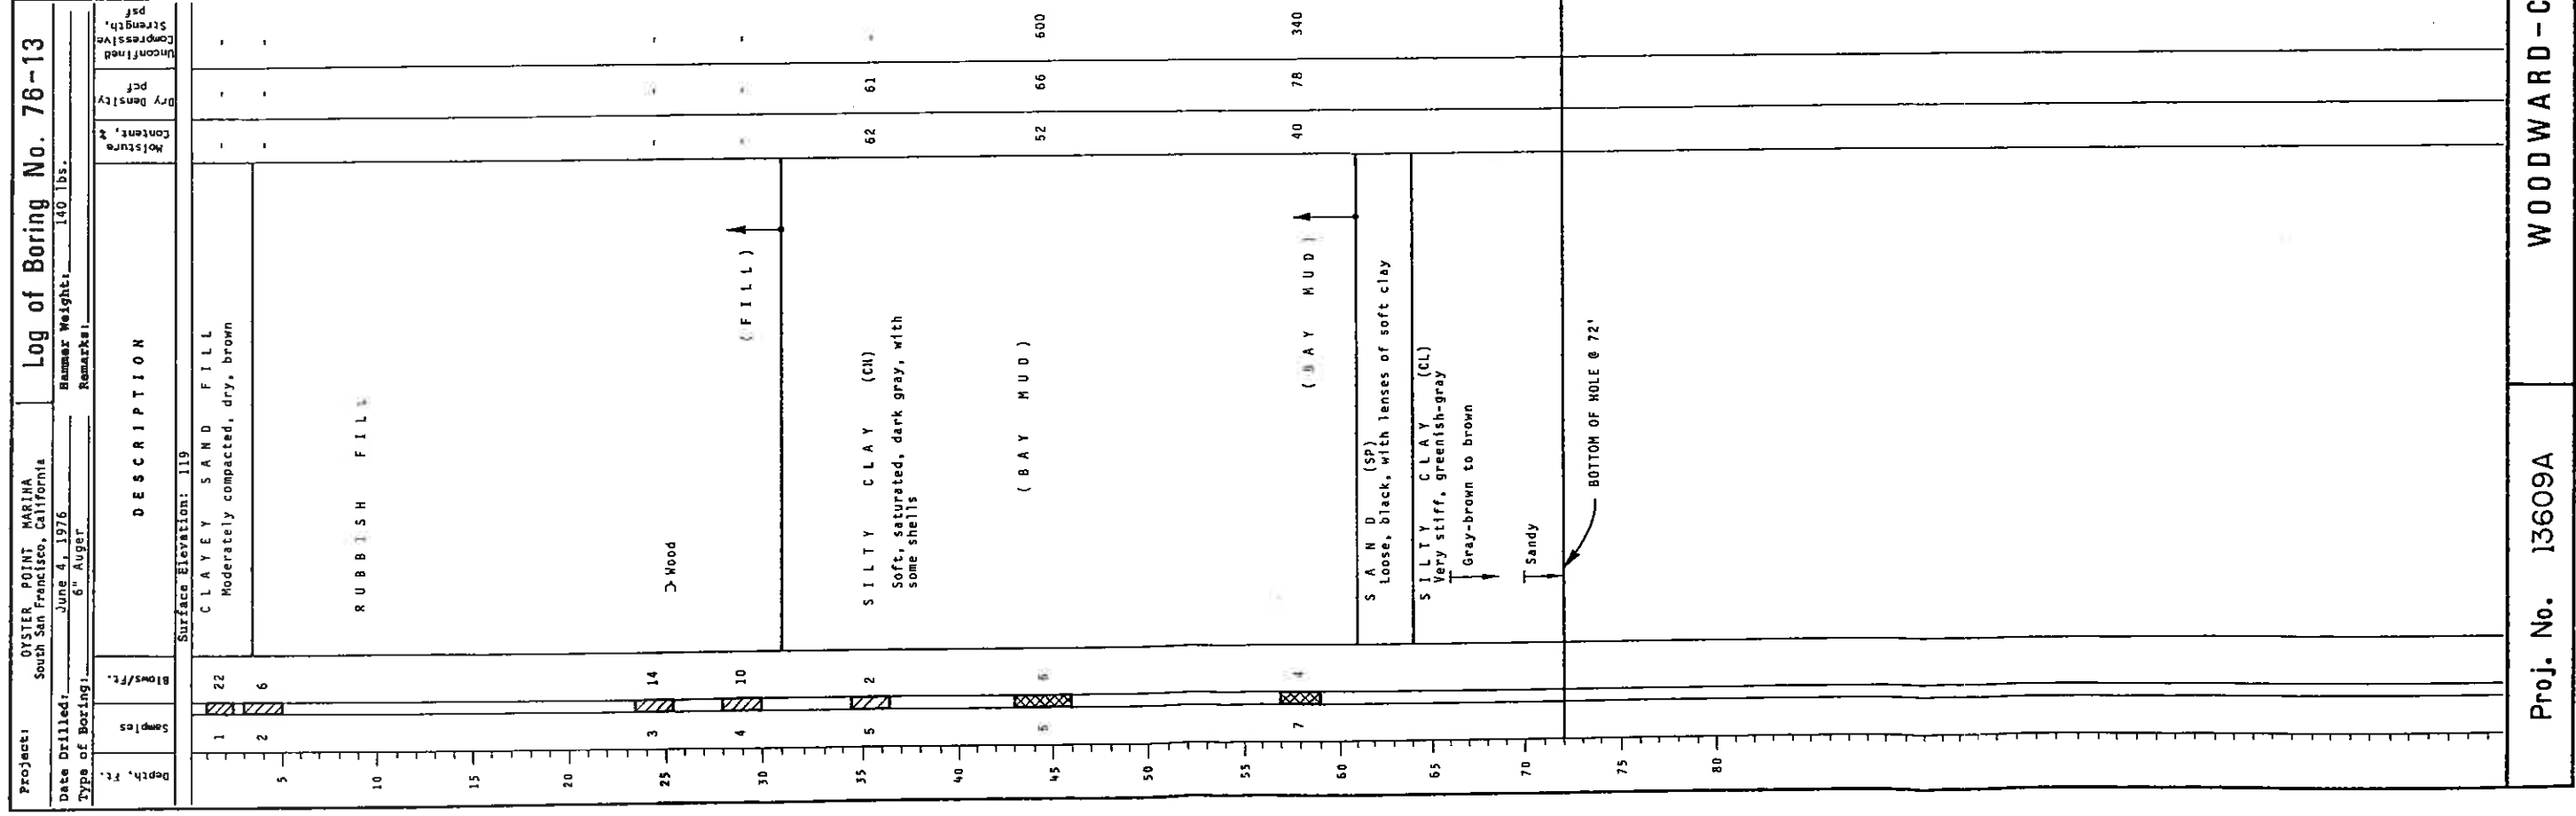 Project: OYSTER POINT MARINA
South San Francisco, California
Log of Boring No. 76-13
Date Drilled: June 4, 1976 Hammer Weight: 140 lbs.
Type of Boring: 6" Auger Remarks:
Depth, Ft.
Samples
Blows/Ft.
DESCRIPTION
Moisture Content, %
Dry Density pcf
Unconfined Compressive Strength, psf
Surface Elevation: 119
1 22 - - -
CLAYEY SAND FILL
Moderately compacted, dry, brown
2 6 - - -
5
RUBBISH FILL
10
15
20
3 14 - - -
25
Wood
4 10 - - -
(FILL)
30
35
5 2 62 61 -
SILTY CLAY (CH)
Soft, saturated, dark gray, with
some shells
40
(BAY MUD)
52 66 600
45
50
55
7 4 40 78 340
(BAY MUD)
60
SAND (SP)
Loose, black, with lenses of soft clay
SILTY CLAY (CL)
Very stiff, greenish-gray
65
Gray-brown to brown
70
Sandy
BOTTOM OF HOLE @ 72'
75
80
Proj. No. 13609A
WOODWARD-C